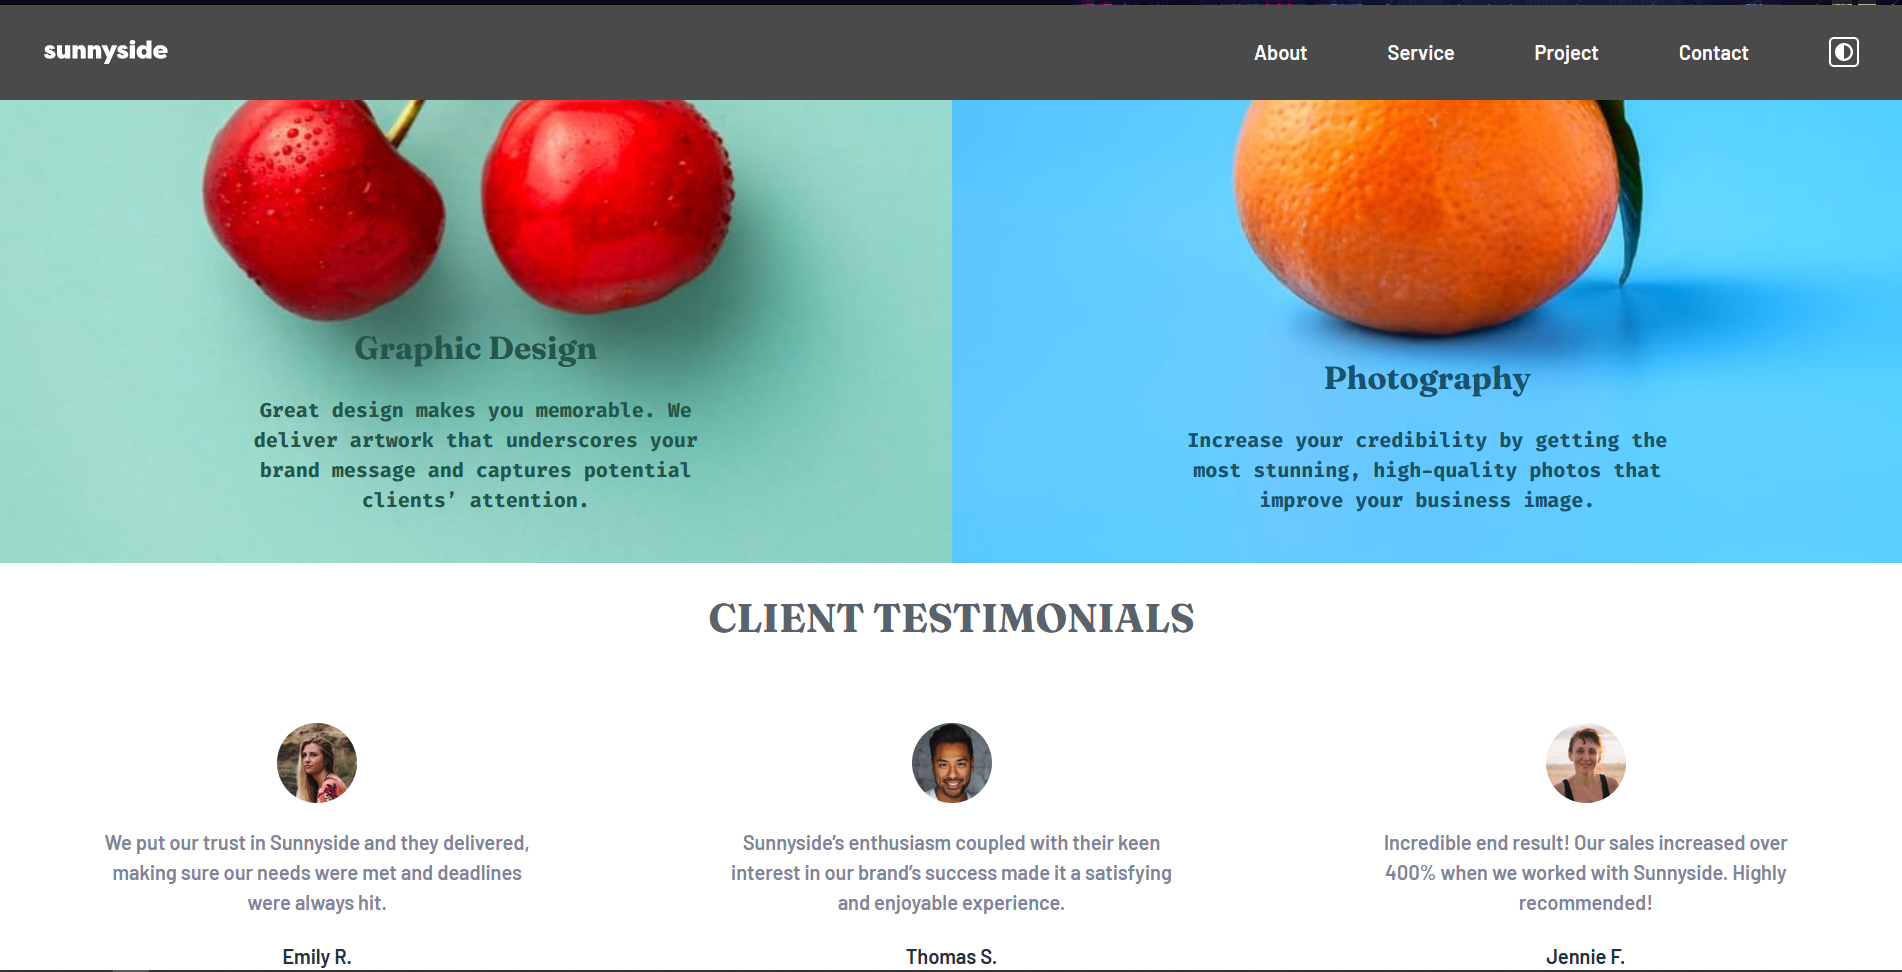 sunnyside
About
Service
Project
Contact
Graphic Design
Great design makes you memorable. We
deliver artwork that underscores your
brand message and captures potential
clients’ attention.
Photography
Increase your credibility by getting the
most stunning, high-quality photos that
improve your business image.
CLIENT TESTIMONIALS
We put our trust in Sunnyside and they delivered,
making sure our needs were met and deadlines
were always hit.
Emily R.
Sunnyside’s enthusiasm coupled with their keen
interest in our brand’s success made it a satisfying
and enjoyable experience.
Thomas S.
Incredible end result! Our sales increased over
400% when we worked with Sunnyside. Highly
recommended!
Jennie F.